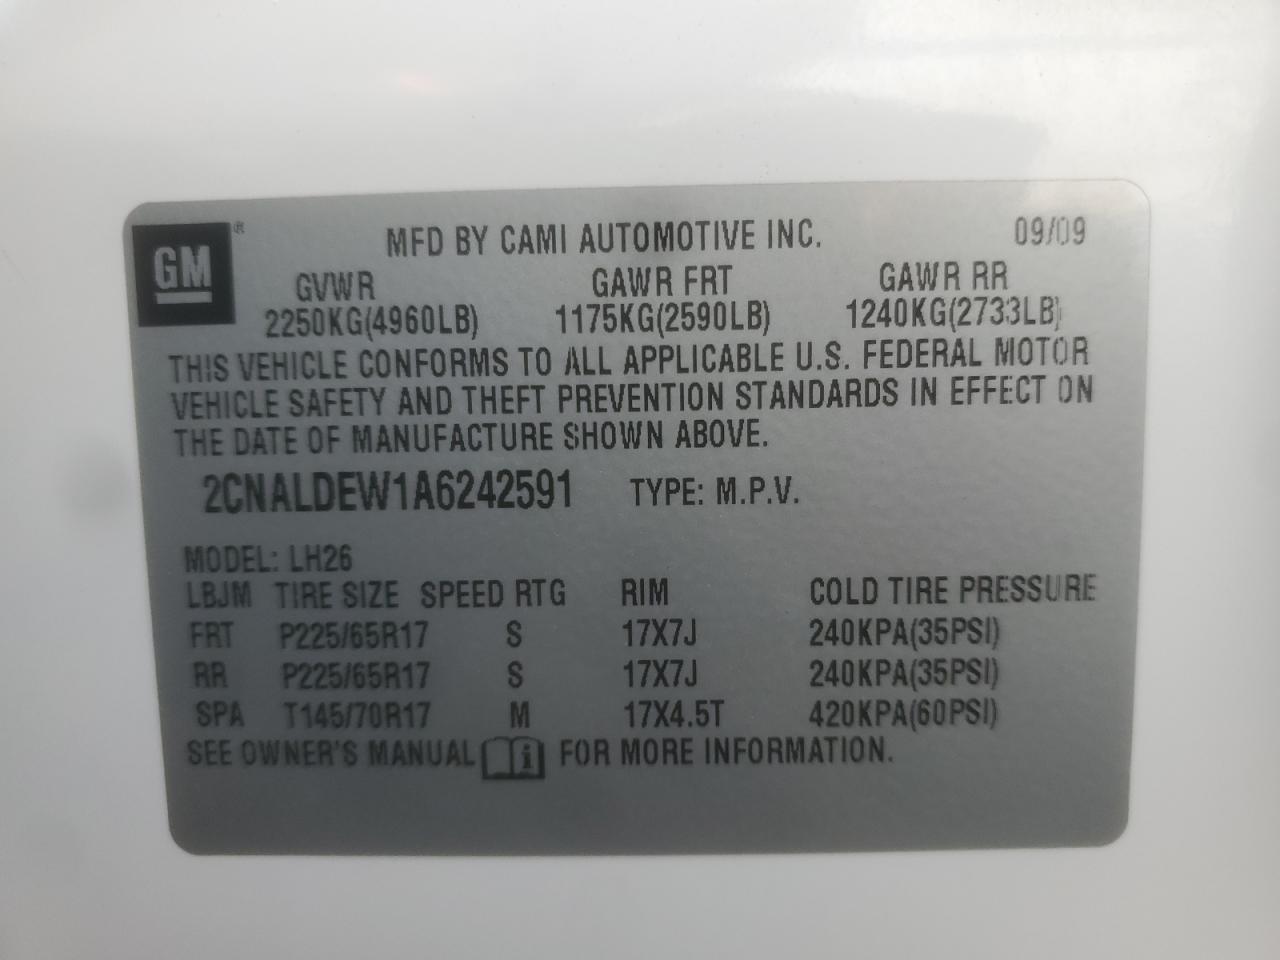 GM ® MFD BY CAMI AUTOMOTIVE INC. 09/09
GVWR GAWR FRT GAWR RR
2250KG(4960LB) 1175KG(2590LB) 1240KG(2733LB)
THIS VEHICLE CONFORMS TO ALL APPLICABLE U.S. FEDERAL MOTOR
VEHICLE SAFETY AND THEFT PREVENTION STANDARDS IN EFFECT ON
THE DATE OF MANUFACTURE SHOWN ABOVE.
2CNALDEW1A6242591 TYPE: M.P.V.
MODEL: LH26
LBJM TIRE SIZE SPEED RTG RIM COLD TIRE PRESSURE
FRT P225/65R17 S 17X7J 240KPA(35PSI)
RR P225/65R17 S 17X7J 240KPA(35PSI)
SPA T145/70R17 M 17X4.5T 420KPA(60PSI)
SEE OWNER'S MANUAL i FOR MORE INFORMATION.